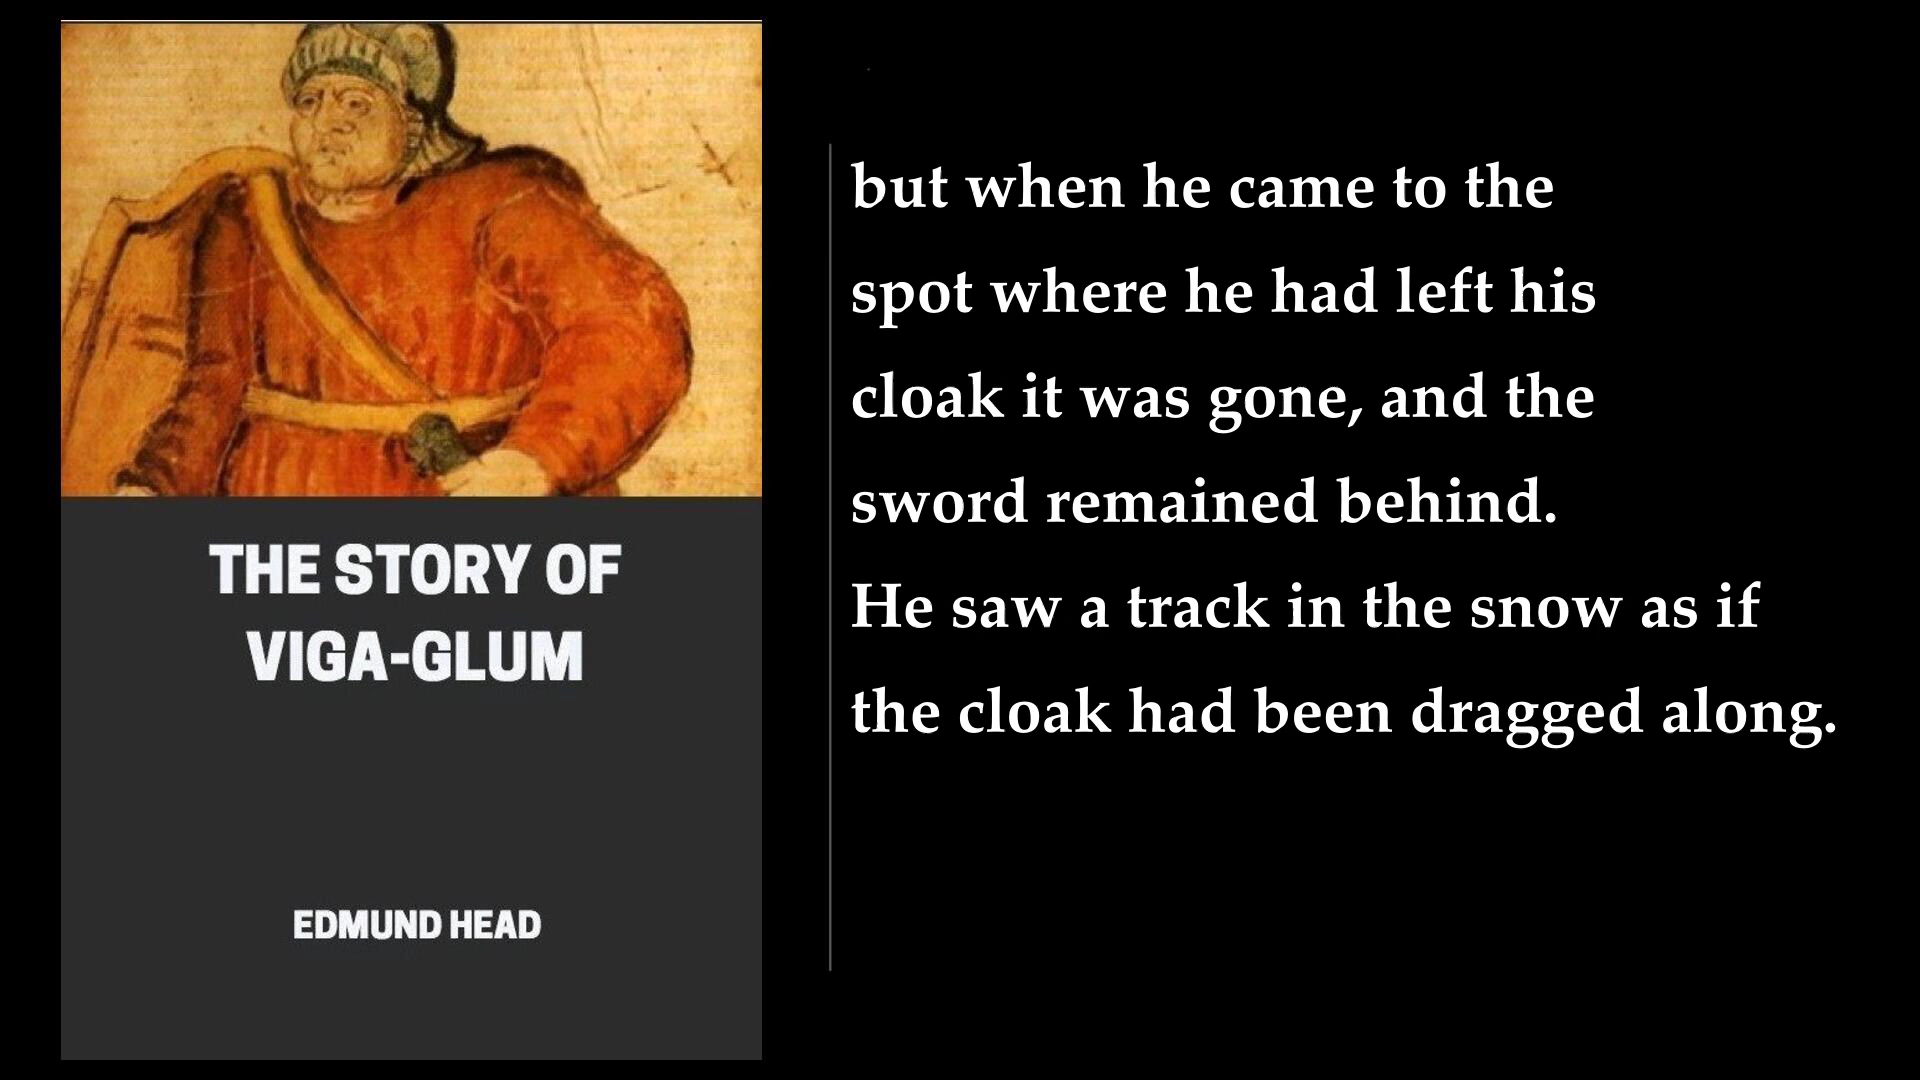 THE STORY OF
VIGA-GLUM
EDMUND HEAD
but when he came to the
spot where he had left his
cloak it was gone, and the
sword remained behind.
He saw a track in the snow as if
the cloak had been dragged along.